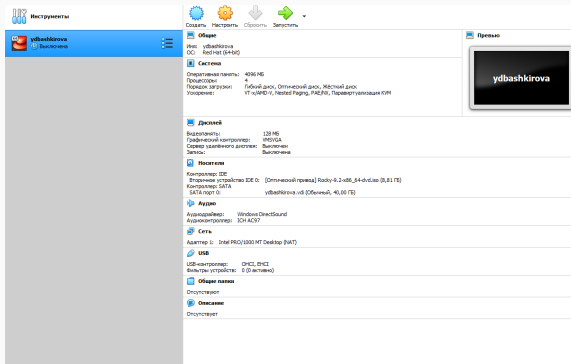 Инструменты
Создать Настроить Сбросить Запустить
ydbashkirova
Выключена
Общие
Имя: ydbashkirova
ОС: Red Hat (64-bit)
Превью
ydbashkirova
Система
Оперативная память: 4096 МБ
Процессоры: 4
Порядок загрузки: Гибкий диск, Оптический диск, Жёсткий диск
Ускорение: VT-x/AMD-V, Nested Paging, PAE/NX, Паравиртуализация KVM
Дисплей
Видеопамять: 128 МБ
Графический контроллер: VMSVGA
Сервер удалённого дисплея: Выключен
Запись: Выключена
Носители
Контроллер: IDE
Вторичное устройство IDE 0: [Оптический привод] Rocky-9.2-x86_64-dvd.iso (8,81 ГБ)
Контроллер: SATA
SATA порт 0: ydbashkirova.vdi (Обычный, 40,00 ГБ)
Аудио
Аудиодрайвер: Windows DirectSound
Аудиоконтроллер: ICH AC97
Сеть
Адаптер 1: Intel PRO/1000 MT Desktop (NAT)
USB
USB-контроллер: OHCI, EHCI
Фильтры устройств: 0 (0 активно)
Общие папки
Отсутствуют
Описание
Отсутствует